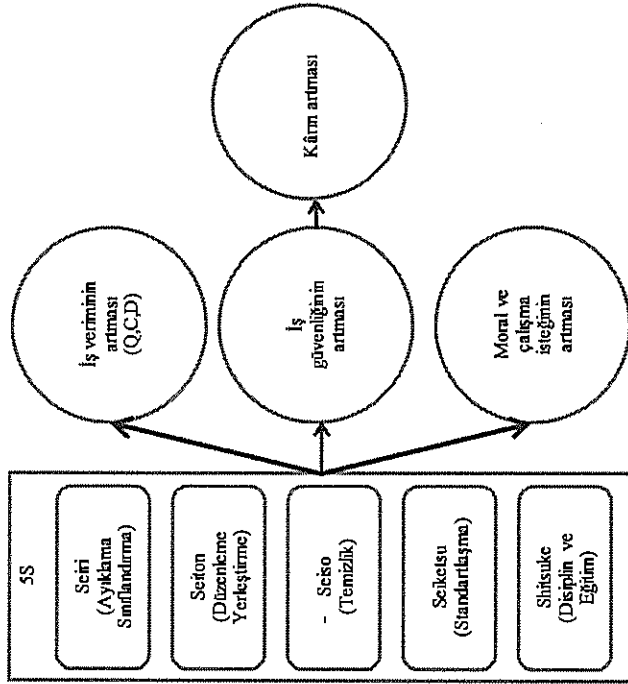 5S
Seiri
(Ayıklama
Sınıflandırma)
Seiton
(Düzenleme
Yerleştirme)
- Seiso
(Temizlik)
Seiketsu
(Standartlaşma)
Shitsuke
(Disiplin ve
Eğitim)
İş veriminin
artması
(Q,C,D)
İş
güvenliğinin
artması
Moral ve
çalışma
isteğinin
artması
Kârın artması